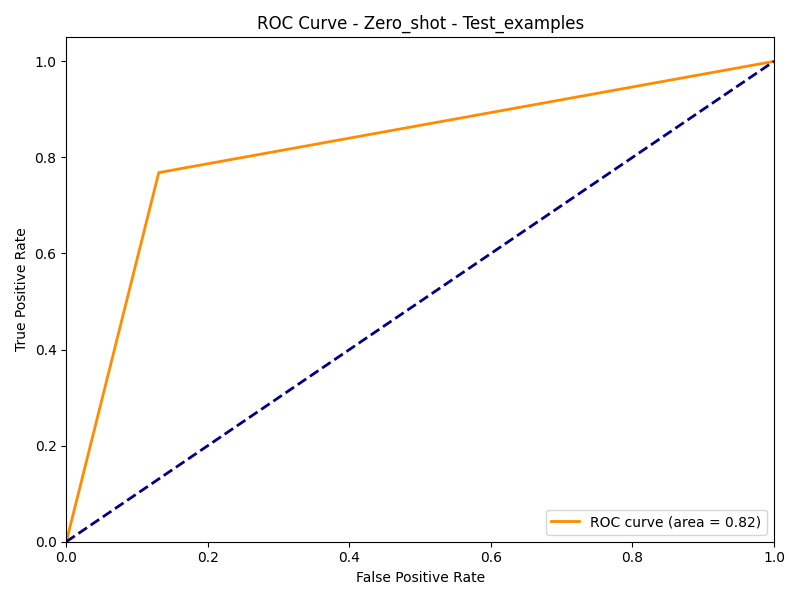 ROC Curve - Zero_shot - Test_examples
1.0
0.8
0.6
0.4
0.2
0.0
True Positive Rate
ROC curve (area = 0.82)
0.0 0.2 0.4 0.6 0.8 1.0
False Positive Rate